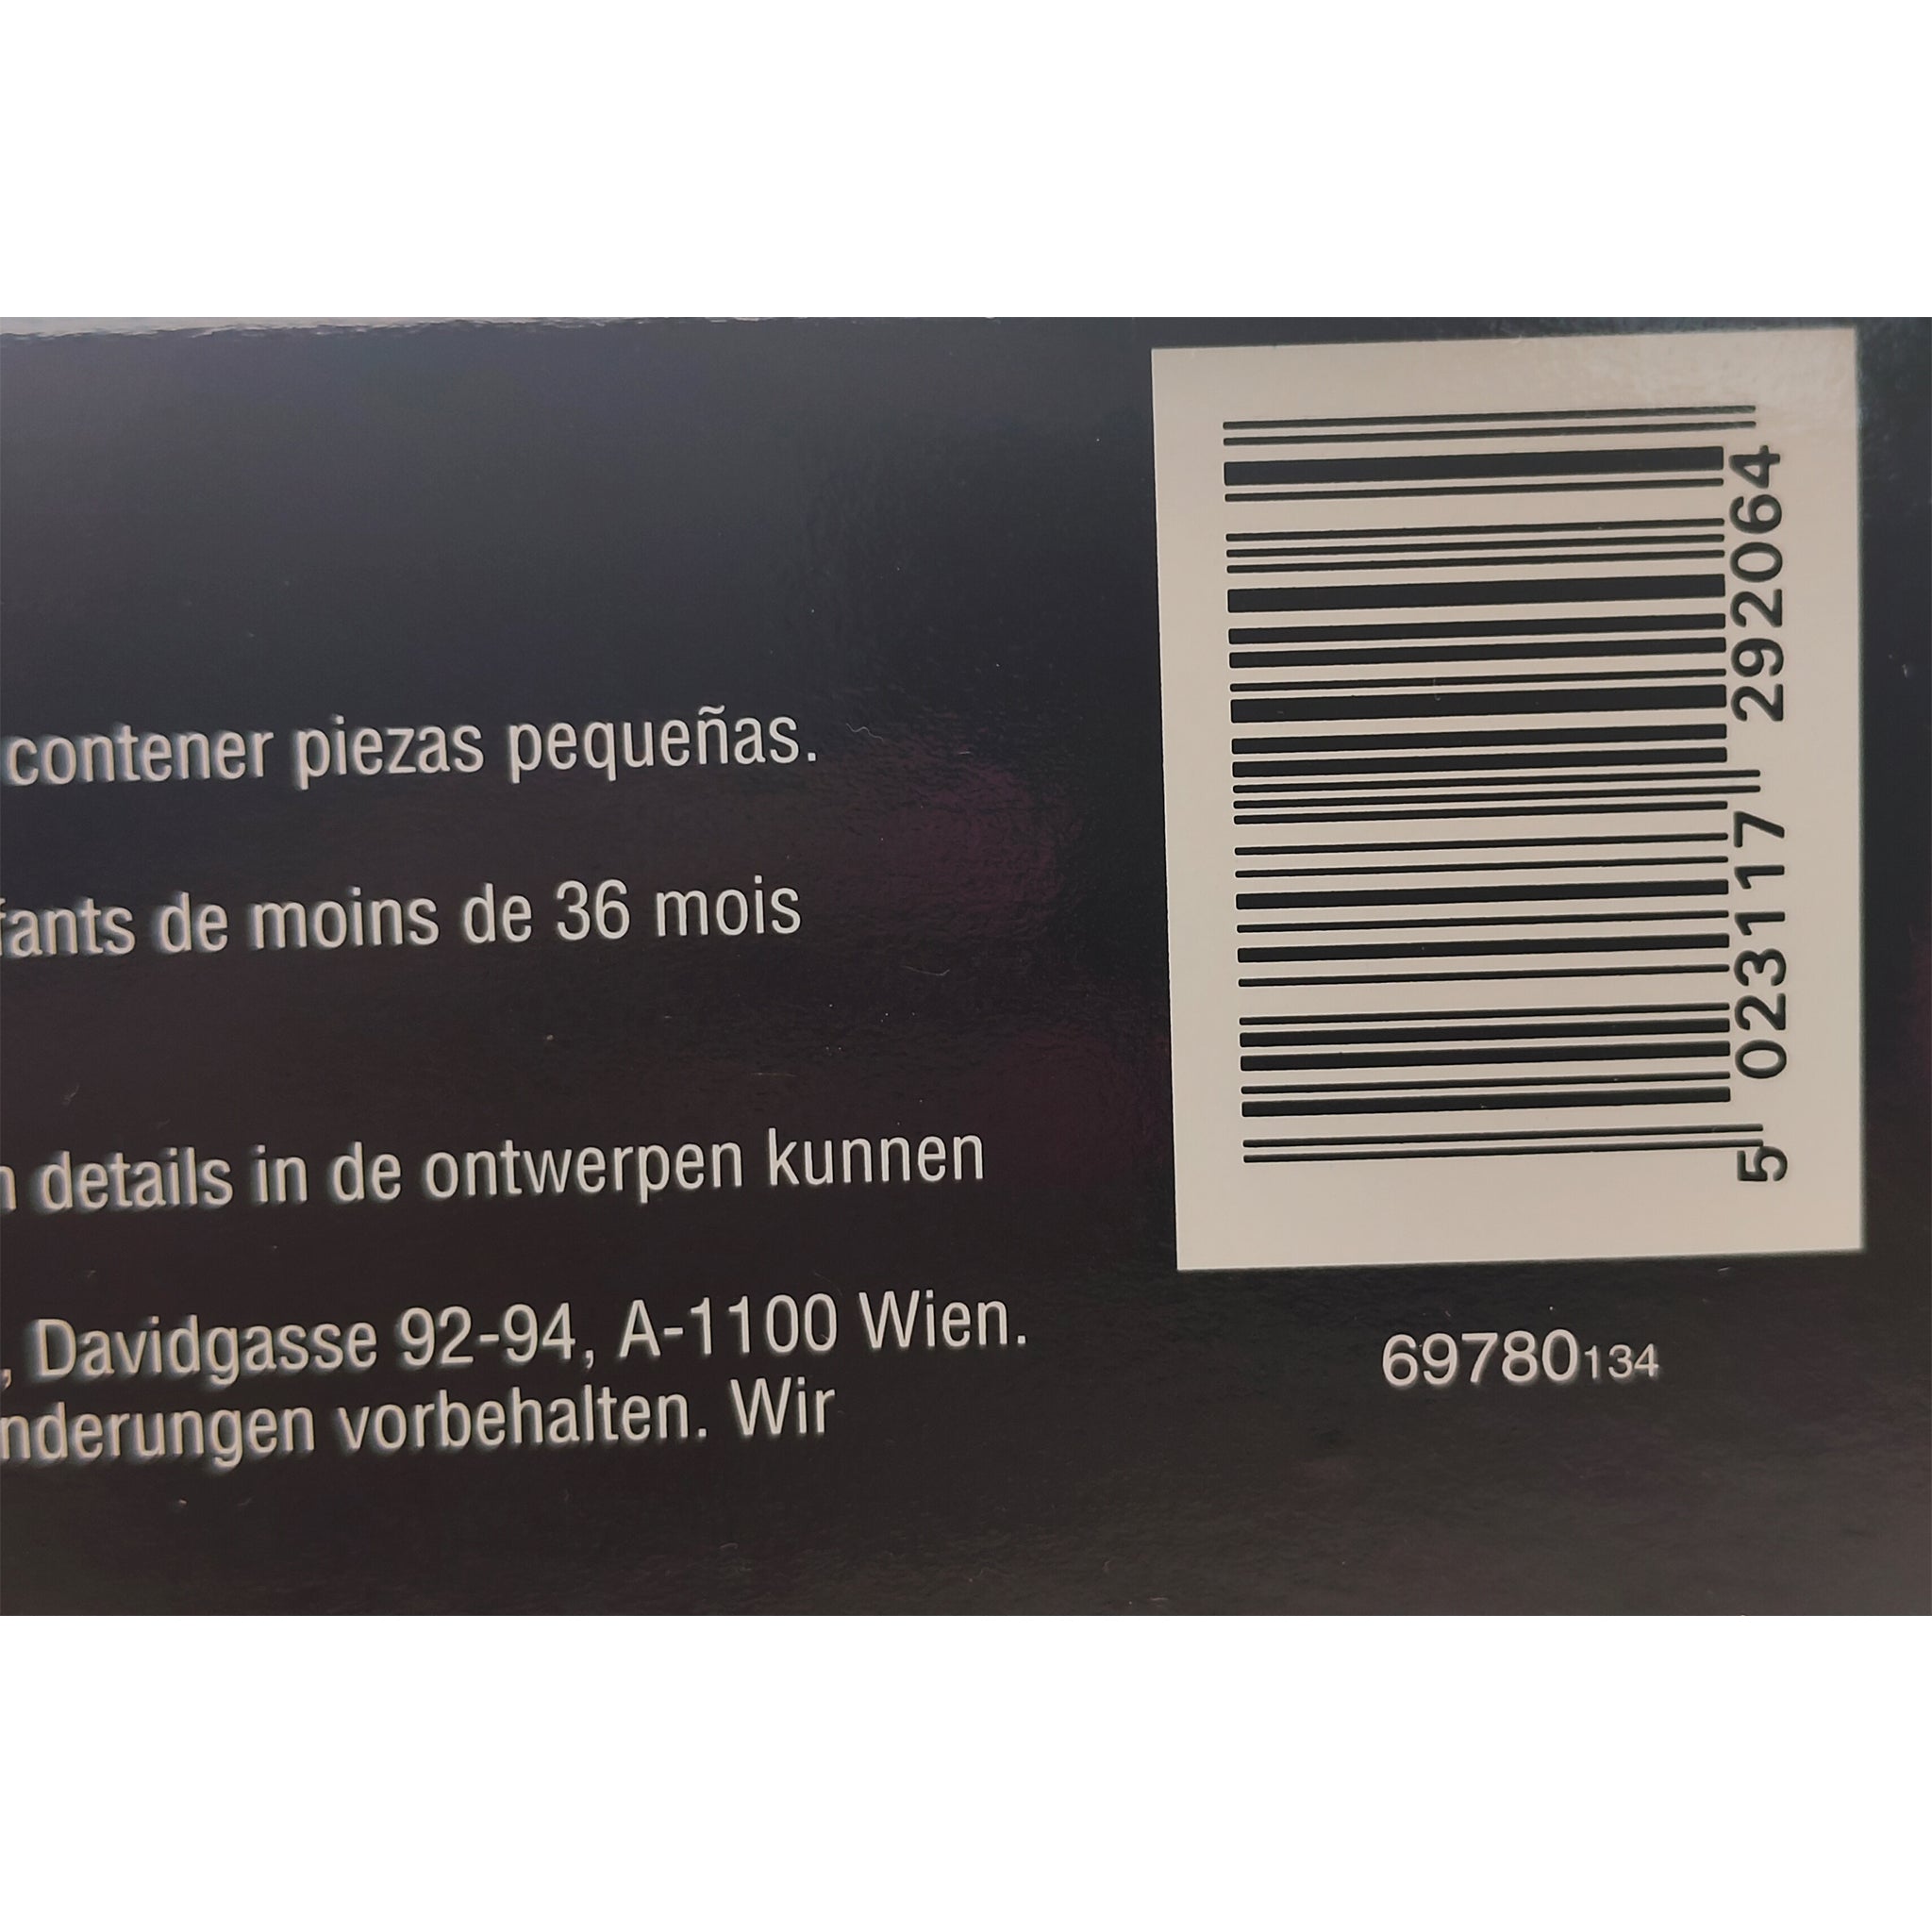 contener piezas pequeñas.
fants de moins de 36 mois
n details in de ontwerpen kunnen
, Davidgasse 92-94, A-1100 Wien.
nderungen vorbehalten. Wir
5 023117 292064
69780134